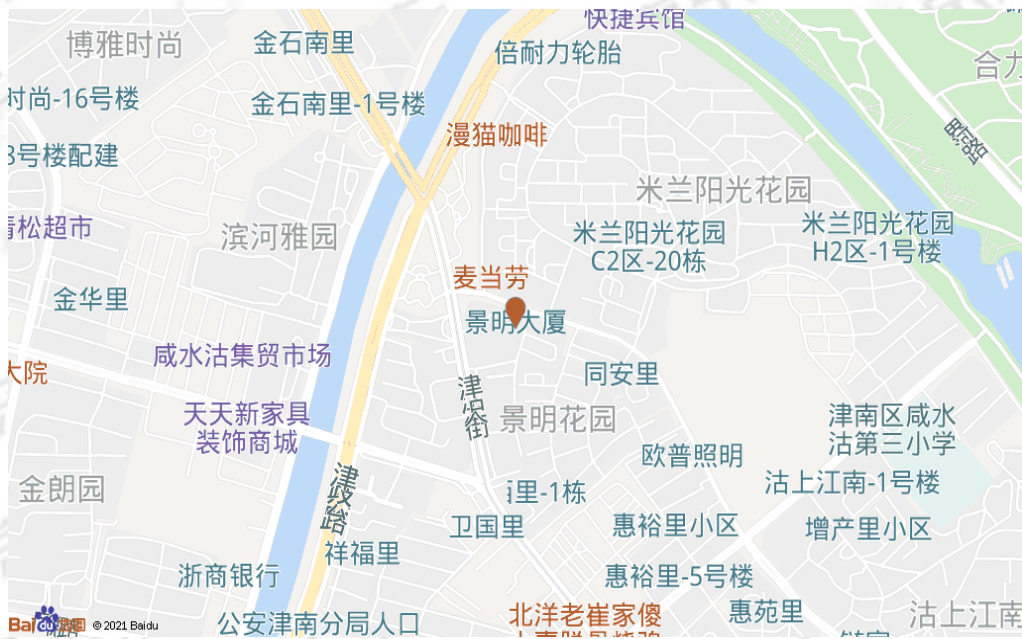 快捷宾馆
博雅时尚
金石南里
倍耐力轮胎
合力
时尚-16号楼
金石南里-1号楼
漫猫咖啡
8号楼配建
米兰阳光花园
青松超市
滨河雅园
米兰阳光花园
C2区-20栋
米兰阳光花园
H2区-1号楼
麦当劳
金华里
景明大厦
咸水沽集贸市场
大院
同安里
津沽街
天天新家具
装饰商城
景明花园
津南区咸水
沽第三小学
欧普照明
金朗园
津歧路
里-1栋
沽上江南-1号楼
卫国里
惠裕里小区
增产里小区
祥福里
浙商银行
惠裕里-5号楼
北洋老崔家傻
惠苑里
沽上江南
公安津南分局人口
Bai du 地图
© 2021 Baidu